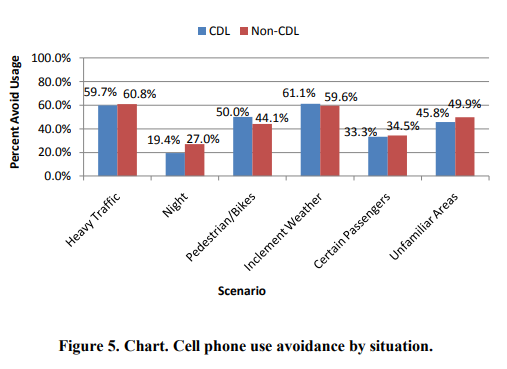 CDL Non-CDL
Percent Avoid Usage
100.0%
80.0%
60.0%
40.0%
20.0%
0.0%
59.7% 60.8%
19.4% 27.0%
50.0% 44.1%
61.1% 59.6%
33.3% 34.5%
45.8% 49.9%
Heavy Traffic
Night
Pedestrian/Bikes
Inclement Weather
Certain Passengers
Unfamiliar Areas
Scenario
Figure 5. Chart. Cell phone use avoidance by situation.